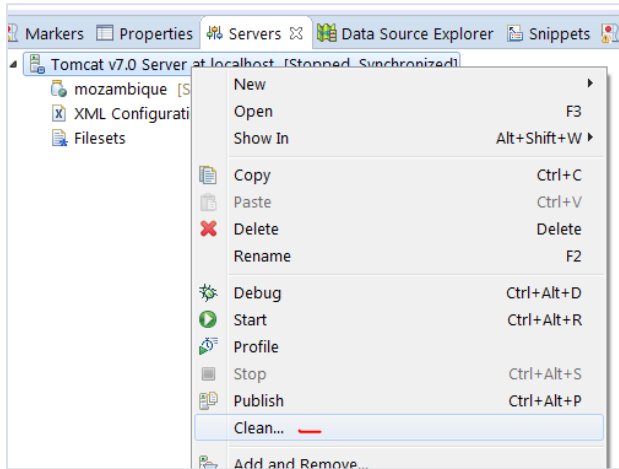 Markers Properties Servers Data Source Explorer Snippets
Tomcat v7.0 Server at localhost [Stopped, Synchronized]
mozambique [S
XML Configurati
Filesets
New
Open F3
Show In Alt+Shift+W
Copy Ctrl+C
Paste Ctrl+V
Delete Delete
Rename F2
Debug Ctrl+Alt+D
Start Ctrl+Alt+R
Profile
Stop Ctrl+Alt+S
Publish Ctrl+Alt+P
Clean...
Add and Remove...